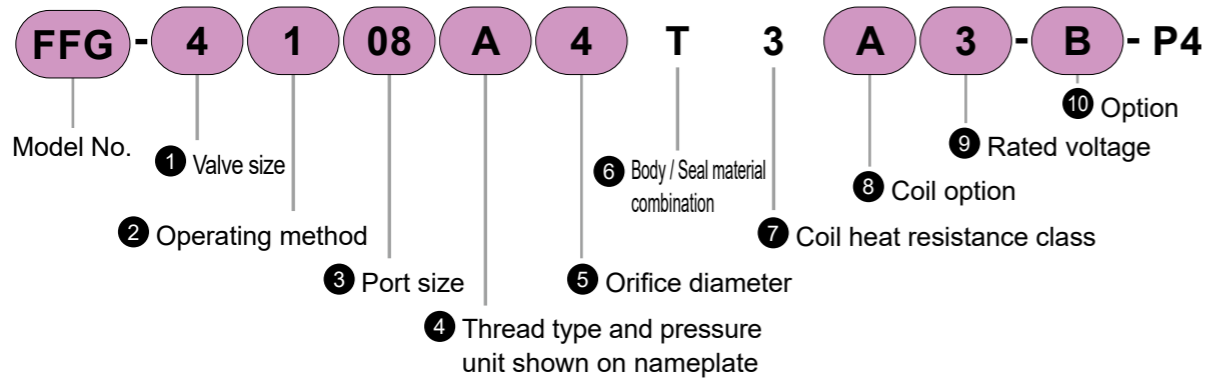 FFG - 4 1 08 A 4 T 3 A 3 - B - P4
Model No.
1 Valve size
2 Operating method
3 Port size
4 Thread type and pressure
unit shown on nameplate
5 Orifice diameter
6 Body / Seal material
combination
7 Coil heat resistance class
8 Coil option
9 Rated voltage
10 Option